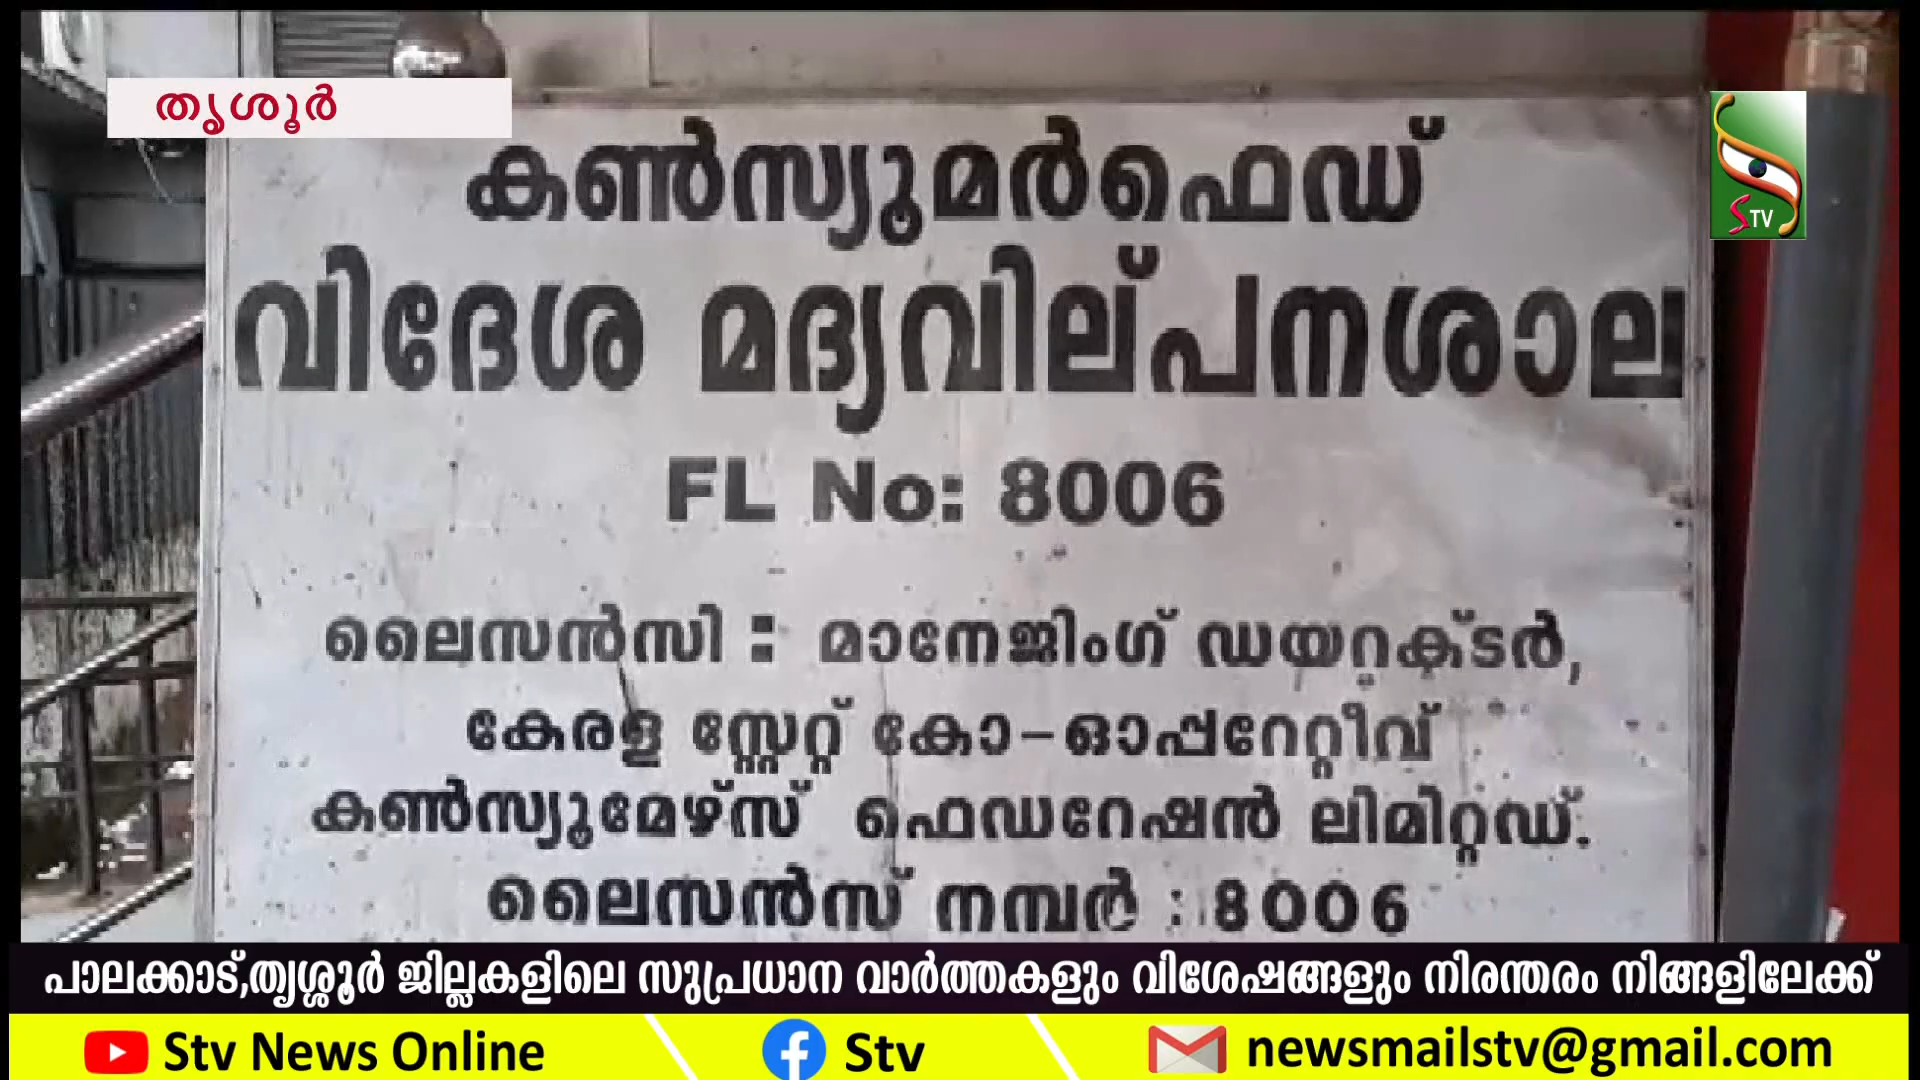 തൃശൂർ
STV
കൺസ്യൂമർഫെഡ്
വിദേശ മദ്യവില്പനശാല
FL No: 8006
ലൈസൻസി : മാനേജിംഗ് ഡയറക്ടർ,
കേരള സ്റ്റേറ്റ് കോ-ഓപ്പറേറ്റീവ്
കൺസ്യൂമേഴ്സ് ഫെഡറേഷൻ ലിമിറ്റഡ്.
ലൈസൻസ് നമ്പർ : 8006
പാലക്കാട്,തൃശ്ശൂർ ജില്ലകളിലെ സുപ്രധാന വാർത്തകളും വിശേഷങ്ങളും നിരന്തരം നിങ്ങളിലേക്ക്
Stv News Online Stv newsmailstv@gmail.com